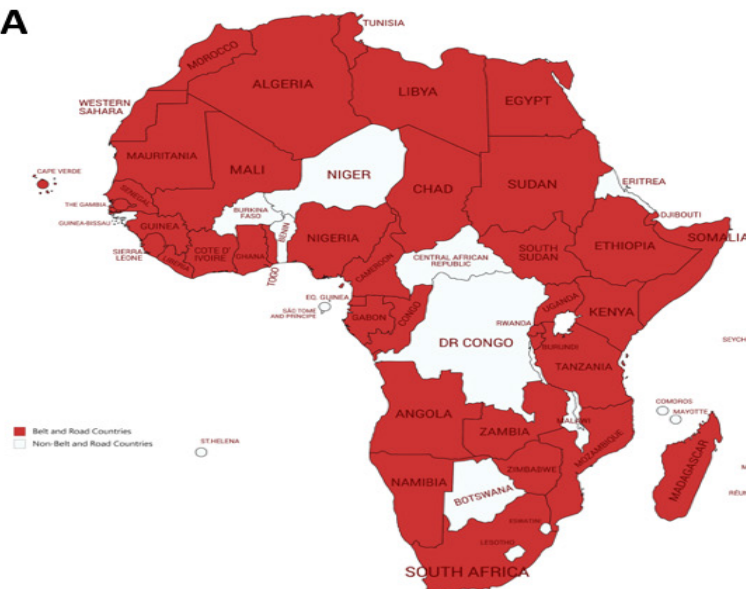 A
TUNISIA
MOROCCO
ALGERIA
LIBYA
EGYPT
WESTERN
SAHARA
MAURITANIA
MALI
NIGER
CHAD
SUDAN
ERITREA
CAPE VERDE
SENEGAL
THE GAMBIA
GUINEA-BISSAU
GUINEA
BURKINA
FASO
BENIN
NIGERIA
DJIBOUTI
SOMALIA
ETHIOPIA
SOUTH
SUDAN
SIERRA
LEONE
LIBERIA
COTE D'
IVOIRE
GHANA
TOGO
CAMEROON
CENTRAL AFRICAN
REPUBLIC
EQ. GUINEA
SÃO TOME
AND PRINCIPE
GABON
CONGO
UGANDA
KENYA
RWANDA
DR CONGO
BURUNDI
TANZANIA
SEYCH
COMOROS
MAYOTTE
ANGOLA
ZAMBIA
MALAWI
MOZAMBIQUE
MADAGASCAR
Belt and Road Countries
Non-Belt and Road Countries
ST.HELENA
ZIMBABWE
NAMIBIA
BOTSWANA
M
RÉUN
LESOTHO
SOUTH AFRICA